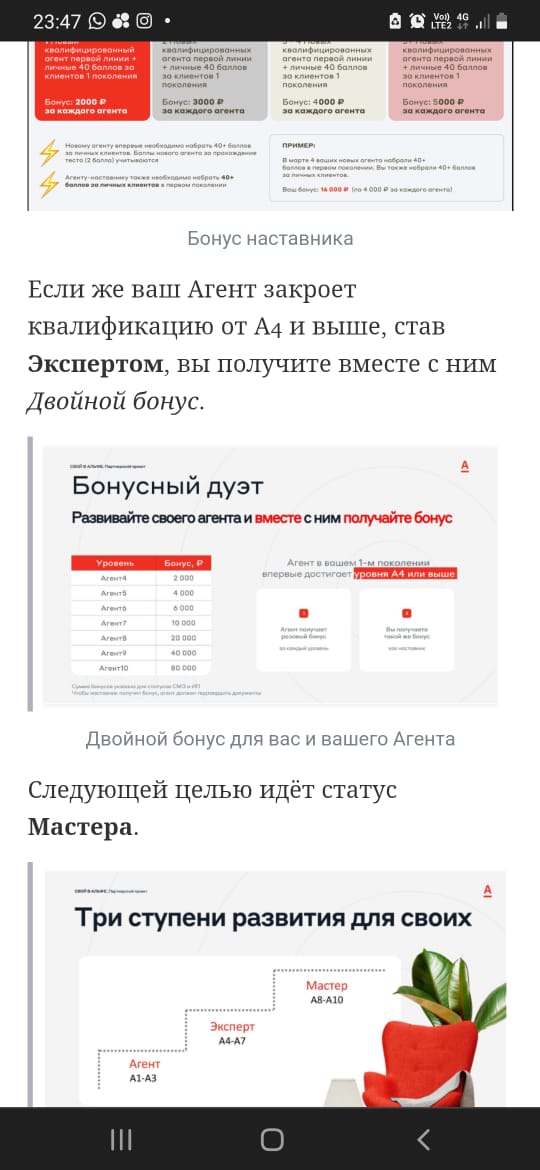 23:47
Vo)) 4G
LTE2
1 новый
квалифицированный
агент первой линии +
личные 40 баллов за
клиентов 1 поколения
Бонус: 2000 ₽
за каждого агента
2 новых
квалифицированных
агента первой линии
+ личные 40 баллов
за клиентов 1
поколения
Бонус: 3000 ₽
за каждого агента
3 – 4 новых
квалифицированных
агента первой линии
+ личные 40 баллов
за клиентов 1
поколения
Бонус: 4000 ₽
за каждого агента
5+ новых
квалифицированных
агента первой линии
+ личные 40 баллов
за клиентов 1
поколения
Бонус: 5000 ₽
за каждого агента
Новому агенту впервые необходимо набрать 40+ баллов
за личных клиентов. Баллы нового агента за прохождение
теста (2 балла) учитываются
Агенту-наставнику также необходимо набрать 40+
баллов за личных клиентов в первом поколении
ПРИМЕР:
В марте 4 ваших новых агента набрали 40+
баллов в первом поколении. Вы также набрали 40+ баллов
за личных клиентов.
Ваш бонус: 16 000 ₽ (по 4 000 ₽ за каждого агента)
Бонус наставника
Если же ваш Агент закроет
квалификацию от А4 и выше, став
Экспертом, вы получите вместе с ним
Двойной бонус.
СВОЙ В АЛЬФЕ. Партнерский проект
А
Бонусный дуэт
Развивайте своего агента и вместе с ним получайте бонус
Уровень Бонус, ₽
Агент4 2 000
Агент5 4 000
Агент6 6 000
Агент7 10 000
Агент8 20 000
Агент9 40 000
Агент10 80 000
Агент в вашем 1-м поколении
впервые достигает уровня А4 или выше
1
Агент получает
разовый бонус
за каждый уровень
2
Вы получаете
такой же бонус
как наставник
Сумма бонусов указана для статусов СМЗ и ИП
Чтобы наставник получил бонус, агент должен подтвердить документы
Двойной бонус для вас и вашего Агента
Следующей целью идёт статус
Мастера.
СВОЙ В АЛЬФЕ. Партнерский проект
А
Три ступени развития для своих
Мастер
А8-А10
Эксперт
А4-А7
Агент
А1-А3